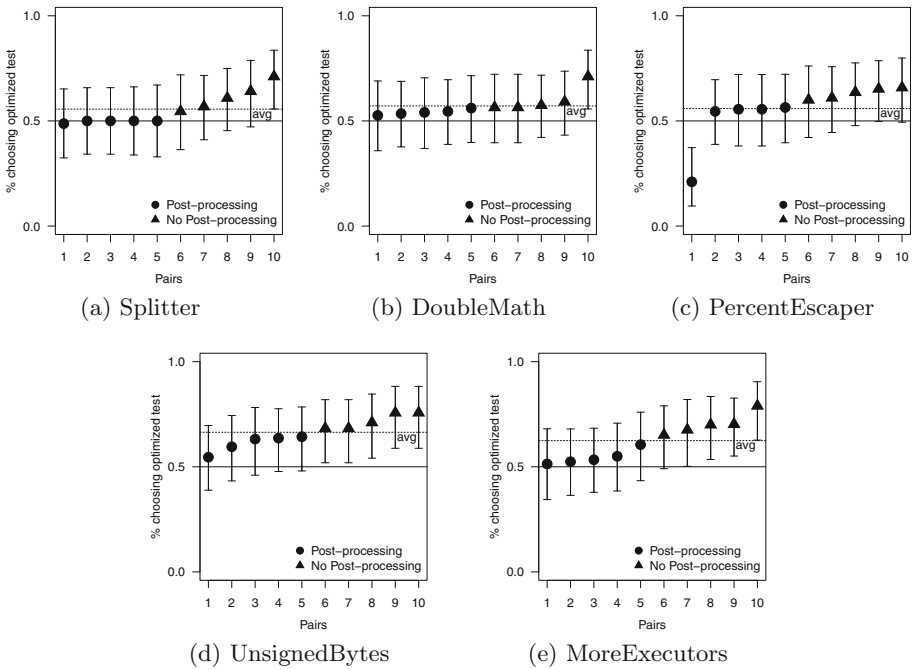 % choosing optimized test
1.0
0.5
0.0
avg
Post−processing
No Post−processing
1 2 3 4 5 6 7 8 9 10
Pairs
(a) Splitter
% choosing optimized test
1.0
0.5
0.0
avg
Post−processing
No Post−processing
1 2 3 4 5 6 7 8 9 10
Pairs
(b) DoubleMath
% choosing optimized test
1.0
0.5
0.0
avg
Post−processing
No Post−processing
1 2 3 4 5 6 7 8 9 10
Pairs
(c) PercentEscaper
% choosing optimized test
1.0
0.5
0.0
avg
Post−processing
No Post−processing
1 2 3 4 5 6 7 8 9 10
Pairs
(d) UnsignedBytes
% choosing optimized test
1.0
0.5
0.0
avg
Post−processing
No Post−processing
1 2 3 4 5 6 7 8 9 10
Pairs
(e) MoreExecutors